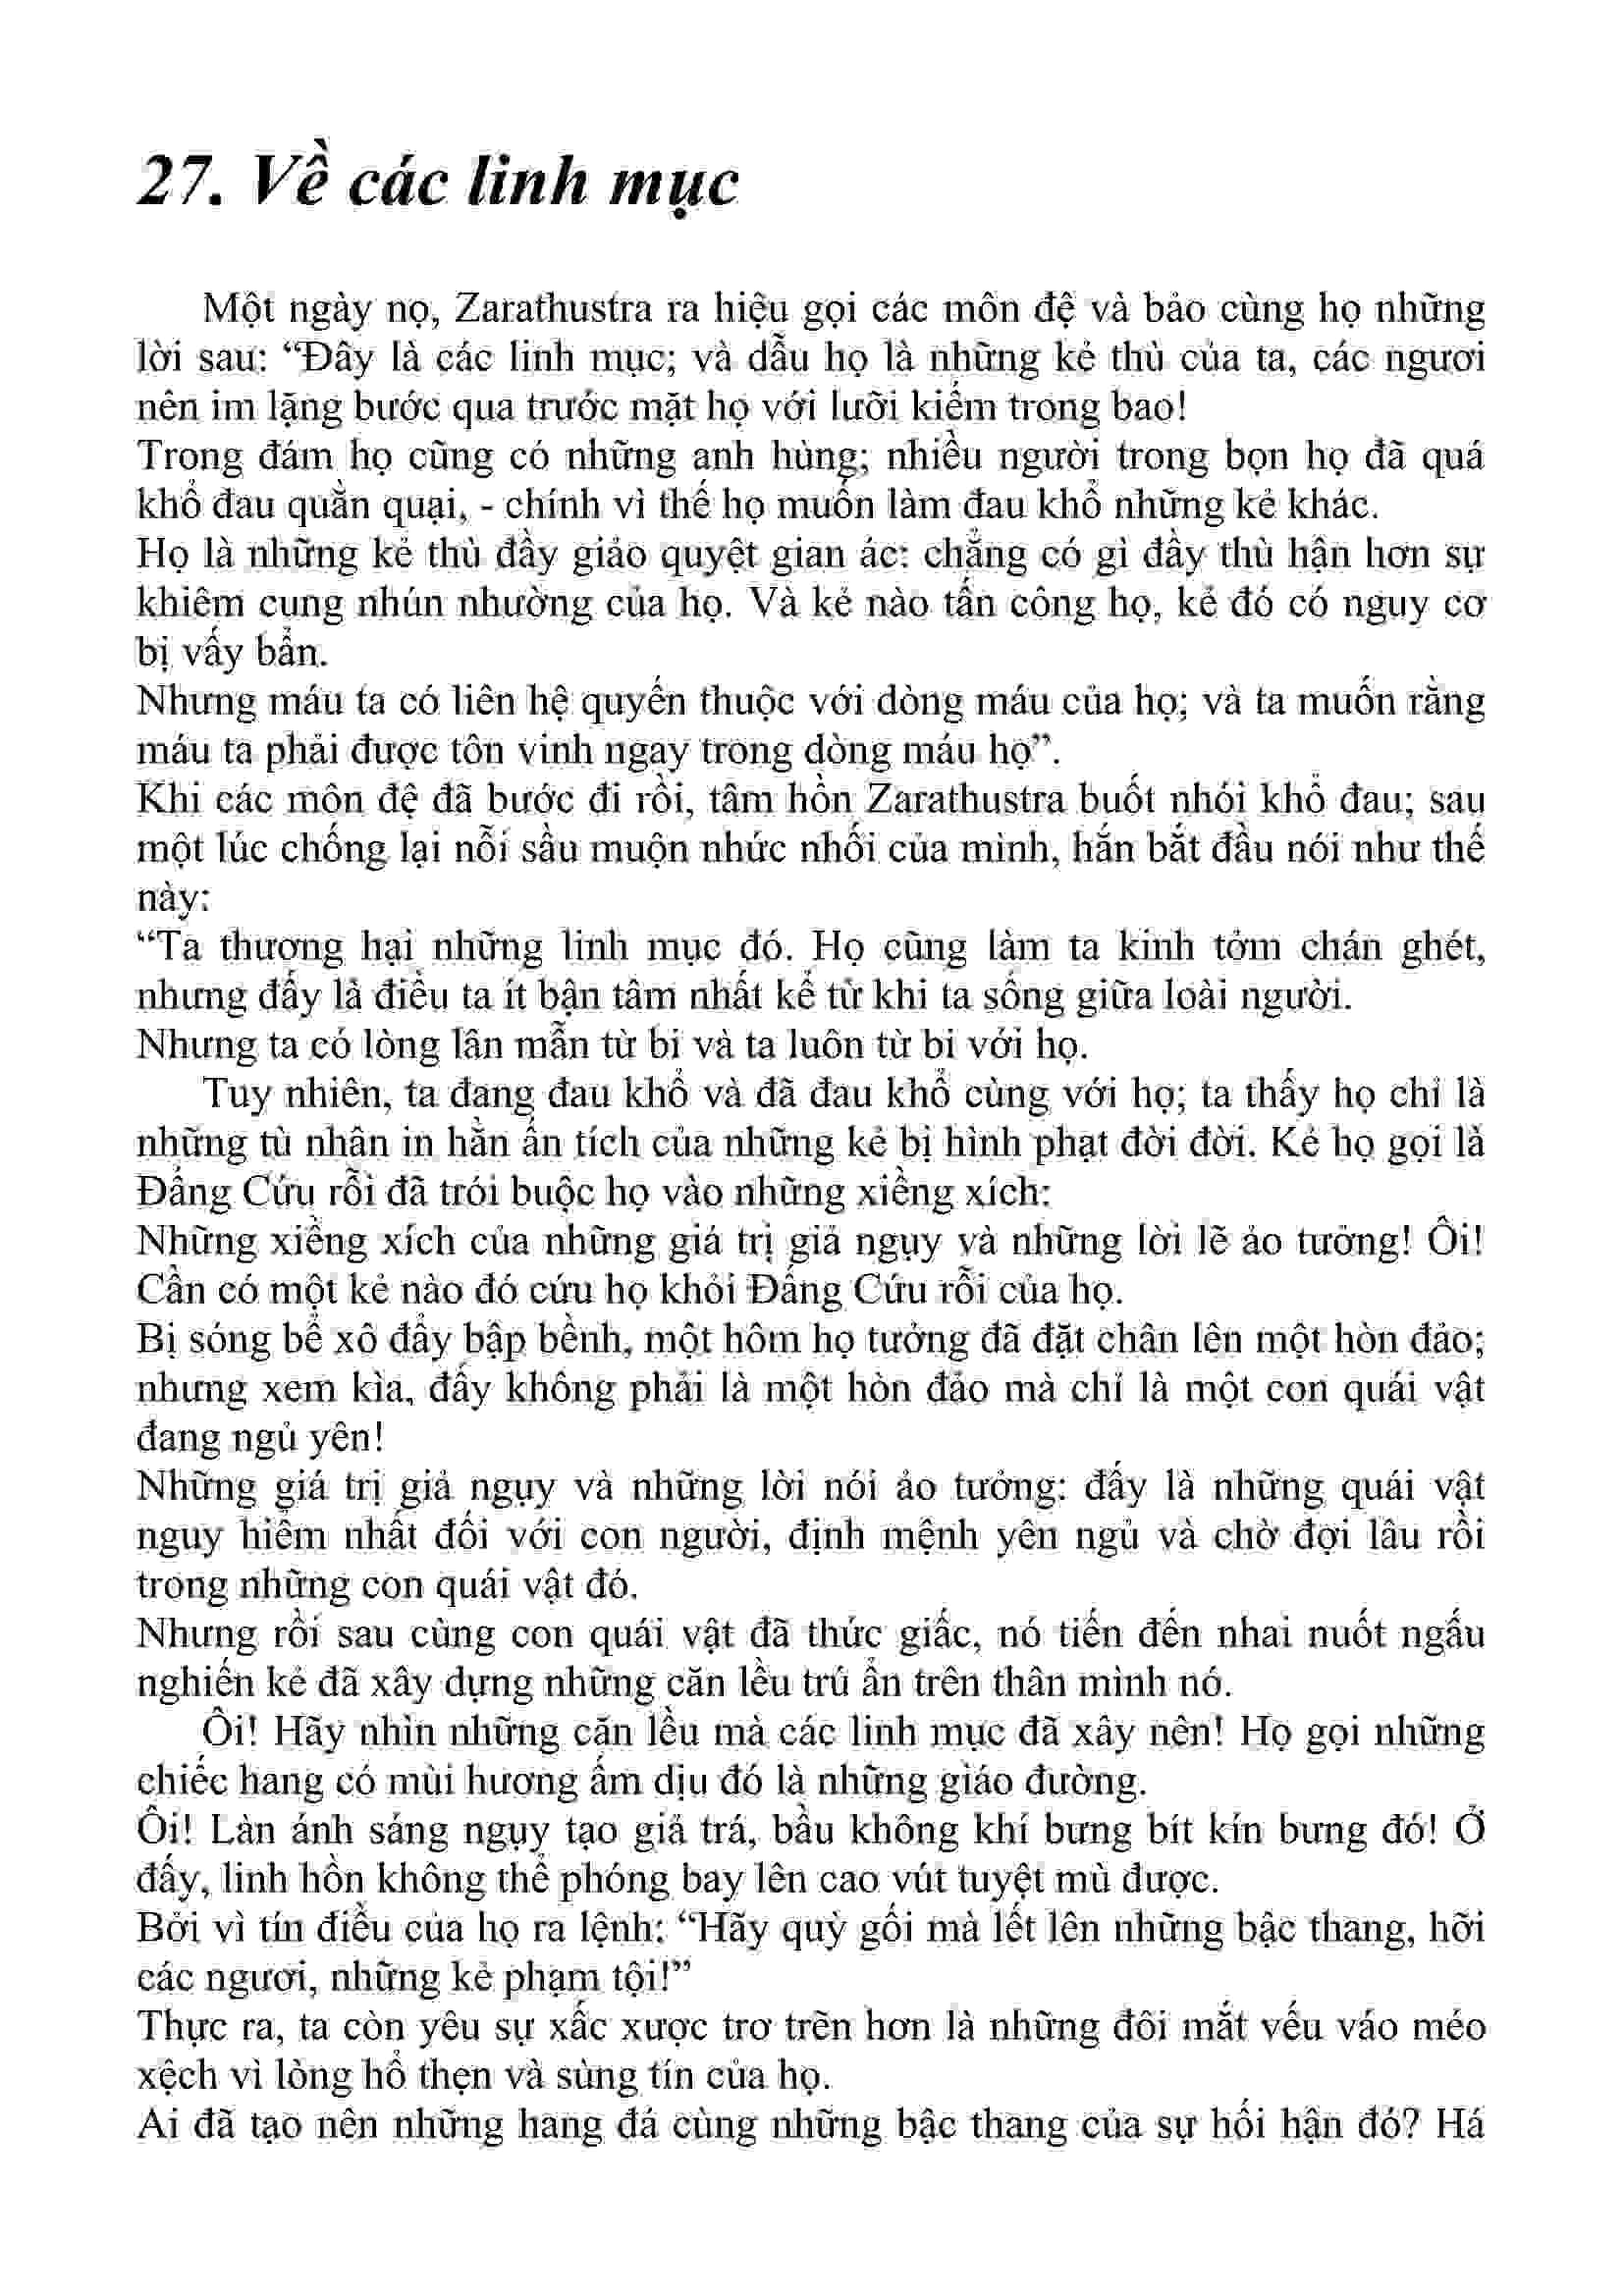 27. Về các linh mục
Một ngày nọ, Zarathustra ra hiệu gọi các môn đệ và bảo cùng họ những
lời sau: “Đây là các linh mục; và dẫu họ là những kẻ thù của ta, các ngươi
nên im lặng bước qua trước mặt họ với lưỡi kiếm trong bao!
Trong đám họ cũng có những anh hùng; nhiều người trong bọn họ đã quá
khổ đau quằn quại, - chính vì thế họ muốn làm đau khổ những kẻ khác.
Họ là những kẻ thù đầy giảo quyệt gian ác: chẳng có gì đầy thù hận hơn sự
khiêm cung nhún nhường của họ. Và kẻ nào tấn công họ, kẻ đó có nguy cơ
bị vấy bẩn.
Nhưng máu ta có liên hệ quyến thuộc với dòng máu của họ; và ta muốn rằng
máu ta phải được tôn vinh ngay trong dòng máu họ”.
Khi các môn đệ đã bước đi rồi, tâm hồn Zarathustra buốt nhói khổ đau; sau
một lúc chống lại nỗi sầu muộn nhức nhối của mình, hắn bắt đầu nói như thế
này:
“Ta thương hại những linh mục đó. Họ cũng làm ta kinh tởm chán ghét,
nhưng đấy là điều ta ít bận tâm nhất kể từ khi ta sống giữa loài người.
Nhưng ta có lòng lân mẫn từ bi và ta luôn từ bi với họ.
Tuy nhiên, ta đang đau khổ và đã đau khổ cùng với họ; ta thấy họ chỉ là
những tù nhân in hằn ấn tích của những kẻ bị hình phạt đời đời. Kẻ họ gọi là
Đấng Cứu rỗi đã trói buộc họ vào những xiềng xích:
Những xiềng xích của những giá trị giả ngụy và những lời lẽ ảo tưởng! Ôi!
Cần có một kẻ nào đó cứu họ khỏi Đấng Cứu rỗi của họ.
Bị sóng bể xô đẩy bập bềnh, một hôm họ tưởng đã đặt chân lên một hòn đảo;
nhưng xem kìa, đấy không phải là một hòn đảo mà chỉ là một con quái vật
đang ngủ yên!
Những giá trị giả ngụy và những lời nói ảo tưởng: đấy là những quái vật
nguy hiểm nhất đối với con người, định mệnh yên ngủ và chờ đợi lâu rồi
trong những con quái vật đó.
Nhưng rồi sau cùng con quái vật đã thức giấc, nó tiến đến nhai nuốt ngấu
nghiến kẻ đã xây dựng những căn lều trú ẩn trên thân mình nó.
Ôi! Hãy nhìn những căn lều mà các linh mục đã xây nên! Họ gọi những
chiếc hang có mùi hương ấm dịu đó là những giáo đường.
Ôi! Làn ánh sáng ngụy tạo giả trá, bầu không khí bưng bít kín bưng đó! Ở
đấy, linh hồn không thể phóng bay lên cao vút tuyệt mù được.
Bởi vì tín điều của họ ra lệnh: “Hãy quỳ gối mà lết lên những bậc thang, hỡi
các ngươi, những kẻ phạm tội!”
Thực ra, ta còn yêu sự xấc xược trơ trẽn hơn là những đôi mắt vếu váo méo
xệch vì lòng hổ thẹn và sùng tín của họ.
Ai đã tạo nên những hang đá cùng những bậc thang của sự hối hận đó? Há